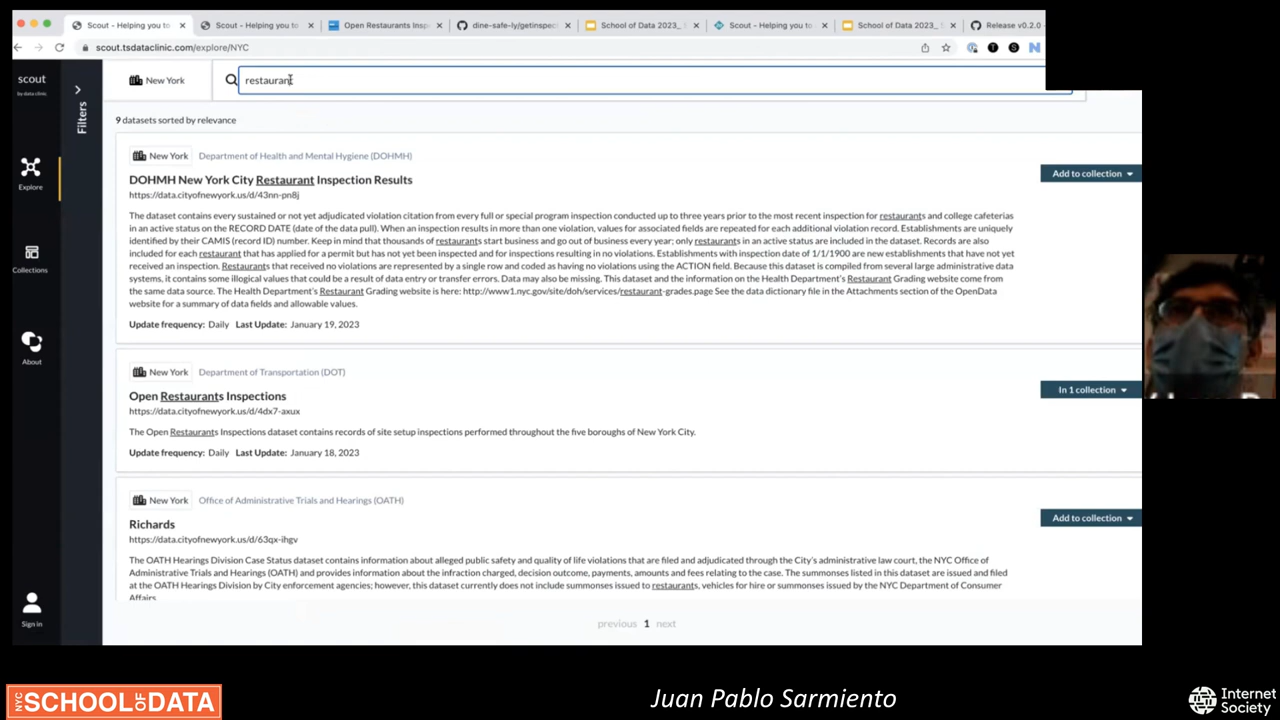 Scout - Helping you to
Scout - Helping you to
Open Restaurants Inspe
dine-safe-ly/getinspec
School of Data 2023_
Scout - Helping you to
School of Data 2023_
Release v0.2.0
scout.tsdataclinic.com/explore/NYC
scout
by data clinic
Filters
Explore
Collections
About
Sign in
New York
restaurant
9 datasets sorted by relevance
New York Department of Health and Mental Hygiene (DOHMH)
Add to collection
DOHMH New York City Restaurant Inspection Results
https://data.cityofnewyork.us/d/43nn-pn8j
The dataset contains every sustained or not yet adjudicated violation citation from every full or special program inspection conducted up to three years prior to the most recent inspection for restaurants and college cafeterias
in an active status on the RECORD DATE (date of the data pull). When an inspection results in more than one violation, values for associated fields are repeated for each additional violation record. Establishments are uniquely
identified by their CAMIS (record ID) number. Keep in mind that thousands of restaurants start business and go out of business every year; only restaurants in an active status are included in the dataset. Records are also
included for each restaurant that has applied for a permit but has not yet been inspected and for inspections resulting in no violations. Establishments with inspection date of 1/1/1900 are new establishments that have not yet
received an inspection. Restaurants that received no violations are represented by a single row and coded as having no violations using the ACTION field. Because this dataset is compiled from several large administrative data
systems, it contains some illogical values that could be a result of data entry or transfer errors. Data may also be missing. This dataset and the information on the Health Department's Restaurant Grading website come from
the same data source. The Health Department's Restaurant Grading website is here: http://www1.nyc.gov/site/doh/services/restaurant-grades.page See the data dictionary file in the Attachments section of the OpenData
website for a summary of data fields and allowable values.
Update frequency: Daily Last Update: January 19, 2023
New York Department of Transportation (DOT)
In 1 collection
Open Restaurants Inspections
https://data.cityofnewyork.us/d/4dx7-axux
The Open Restaurants Inspections dataset contains records of site setup inspections performed throughout the five boroughs of New York City.
Update frequency: Daily Last Update: January 18, 2023
New York Office of Administrative Trials and Hearings (OATH)
Add to collection
Richards
https://data.cityofnewyork.us/d/63qx-ihgv
The OATH Hearings Division Case Status dataset contains information about alleged public safety and quality of life violations that are filed and adjudicated through the City's administrative law court, the NYC Office of
Administrative Trials and Hearings (OATH) and provides information about the infraction charged, decision outcome, payments, amounts and fees relating to the case. The summonses listed in this dataset are issued and filed
at the OATH Hearings Division by City enforcement agencies; however, this dataset currently does not include summonses issued to restaurants, vehicles for hire or summonses issued by the NYC Department of Consumer
Affairs.
previous 1 next
NYC SCHOOL OF DATA
Juan Pablo Sarmiento
Internet
Society